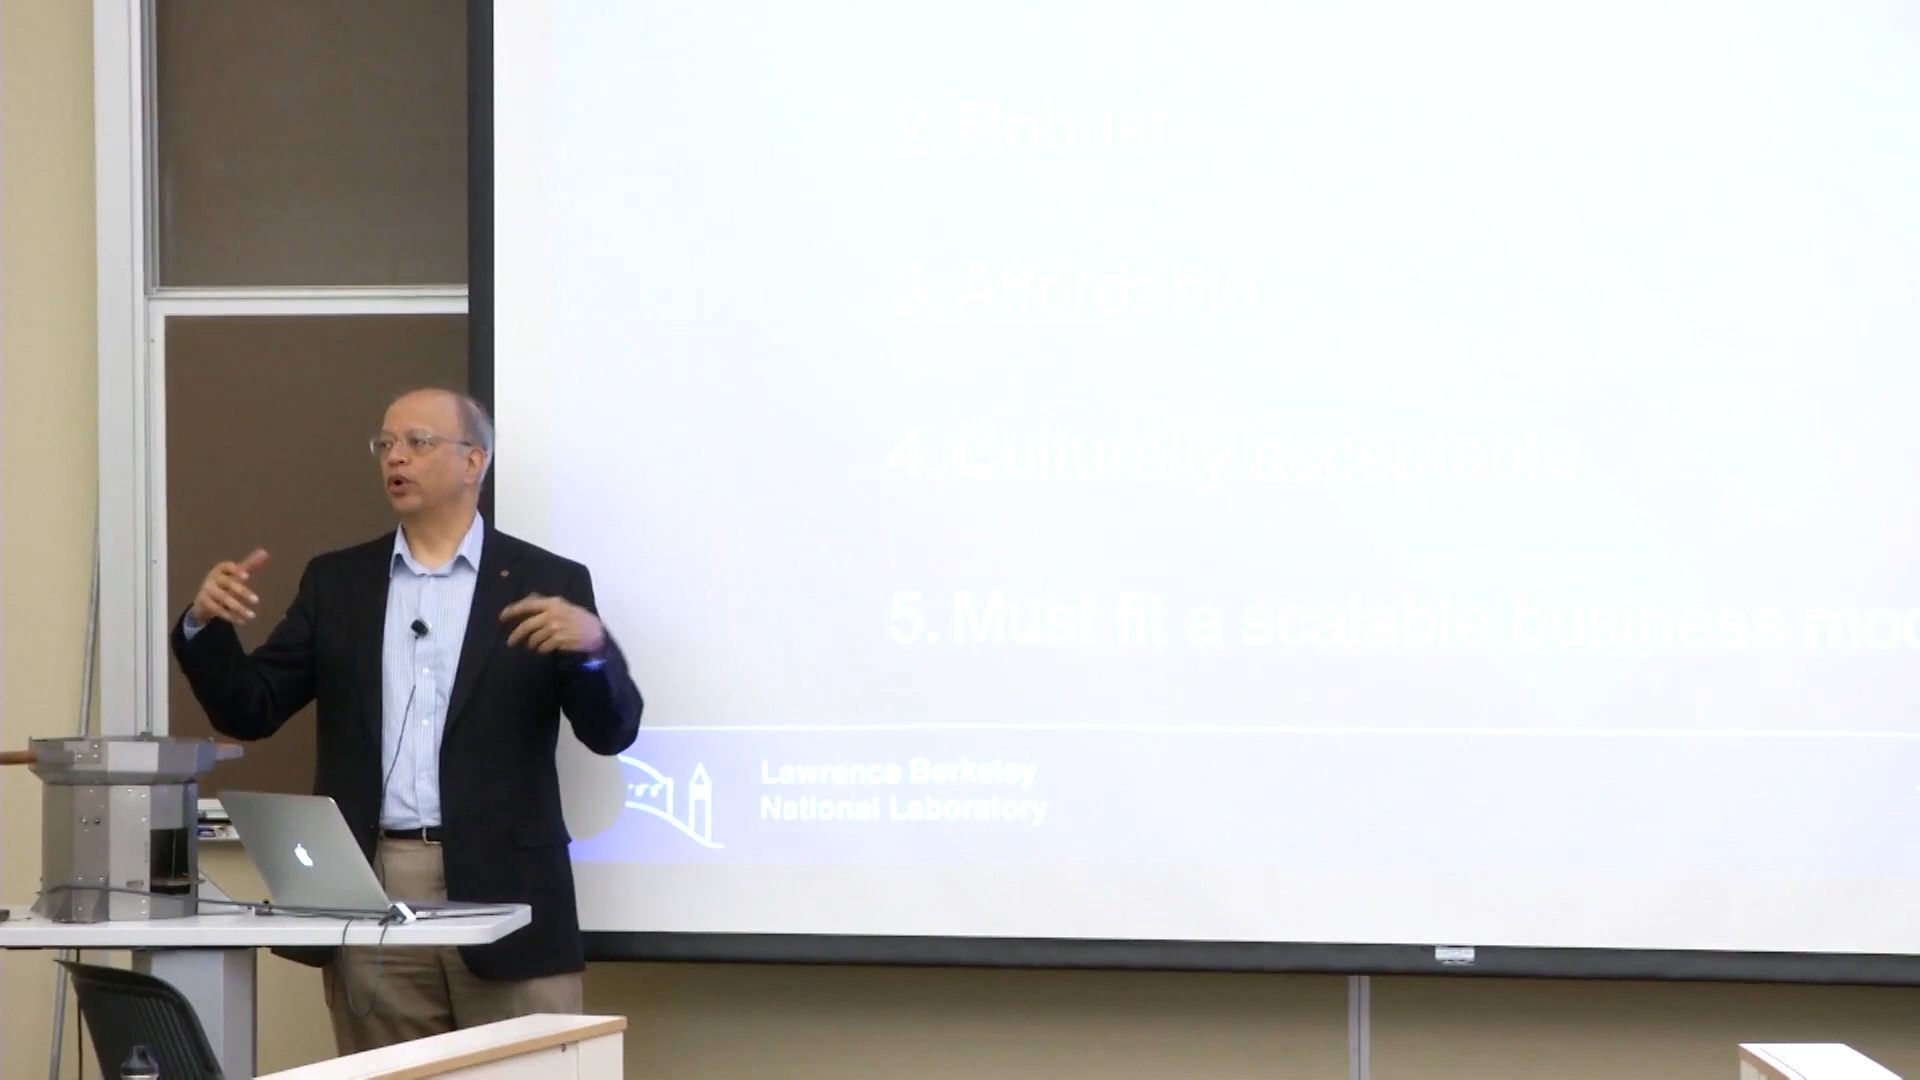 2. Robust
3. Affordable
4. Culturally acceptable
5. Must fit a scalable business mod
Lawrence Berkeley
National Laboratory